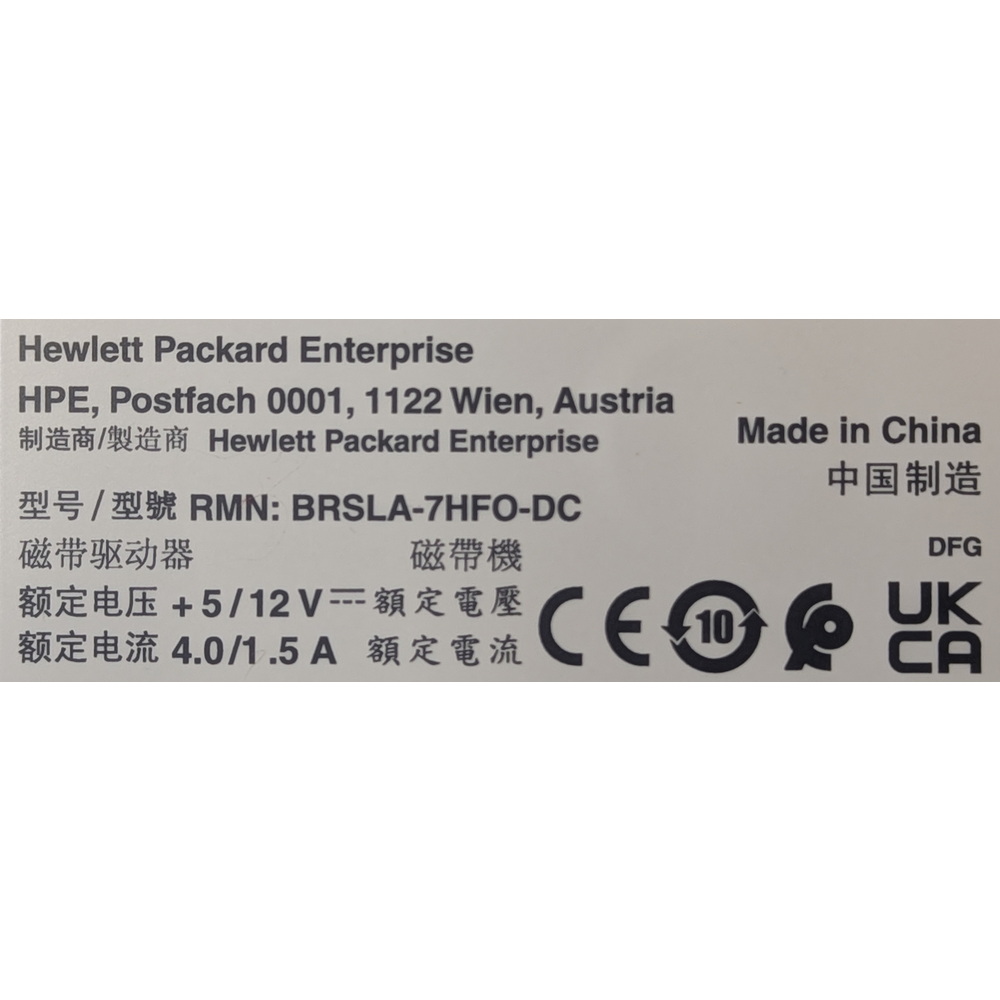 Hewlett Packard Enterprise
HPE, Postfach 0001, 1122 Wien, Austria
制造商/製造商 Hewlett Packard Enterprise
Made in China
中国制造
型号/型號 RMN: BRSLA-7HFO-DC
磁带驱动器 磁帶機
DFG
额定电压 +5/12 V⎓ 額定電壓
额定电流 4.0/1.5 A 額定電流
CE
10
UK
CA